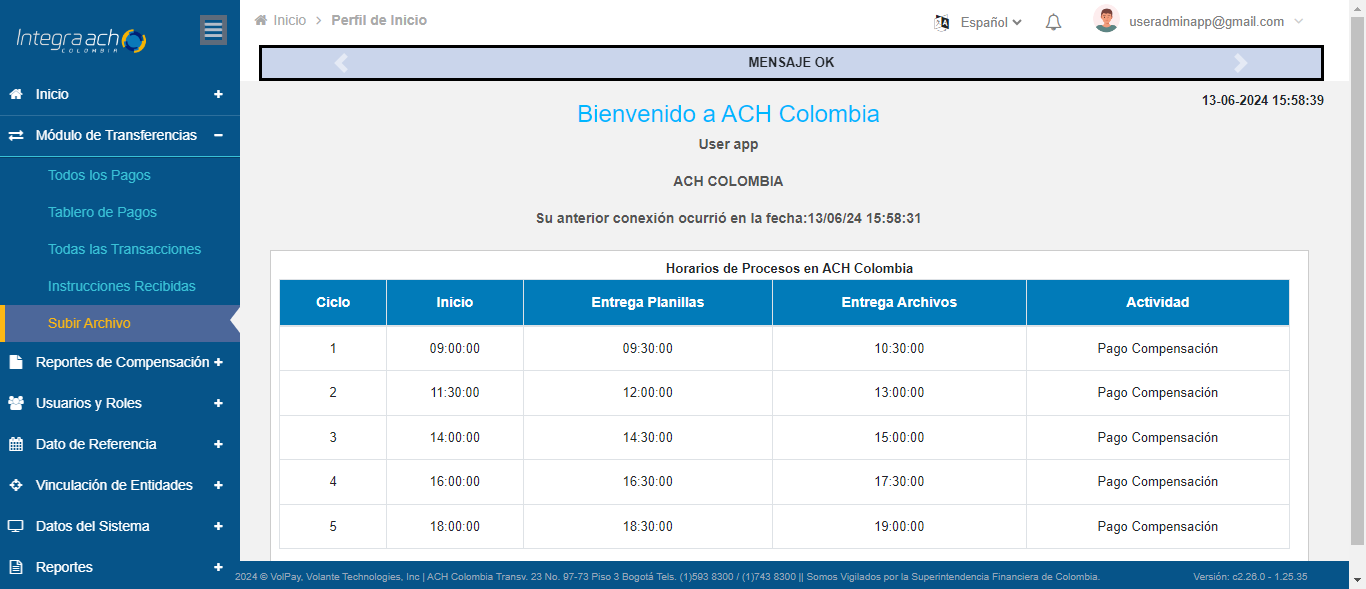 Integra ach
COLOMBIA
Inicio > Perfil de Inicio
Español
useradminapp@gmail.com
MENSAJE OK
Inicio +
Módulo de Transferencias −
Todos los Pagos
Tablero de Pagos
Todas las Transacciones
Instrucciones Recibidas
Subir Archivo
Reportes de Compensación +
Usuarios y Roles +
Dato de Referencia +
Vinculación de Entidades +
Datos del Sistema +
Reportes +
13-06-2024 15:58:39
Bienvenido a ACH Colombia
User app
ACH COLOMBIA
Su anterior conexión ocurrió en la fecha:13/06/24 15:58:31
Horarios de Procesos en ACH Colombia
Ciclo Inicio Entrega Planillas Entrega Archivos Actividad
1 09:00:00 09:30:00 10:30:00 Pago Compensación
2 11:30:00 12:00:00 13:00:00 Pago Compensación
3 14:00:00 14:30:00 15:00:00 Pago Compensación
4 16:00:00 16:30:00 17:30:00 Pago Compensación
5 18:00:00 18:30:00 19:00:00 Pago Compensación
2024 © VolPay, Volante Technologies, Inc | ACH Colombia Transv. 23 No. 97-73 Piso 3 Bogotá Tels. (1)593 8300 / (1)743 8300 || Somos Vigilados por la Superintendencia Financiera de Colombia. Versión: c2.26.0 - 1.25.35